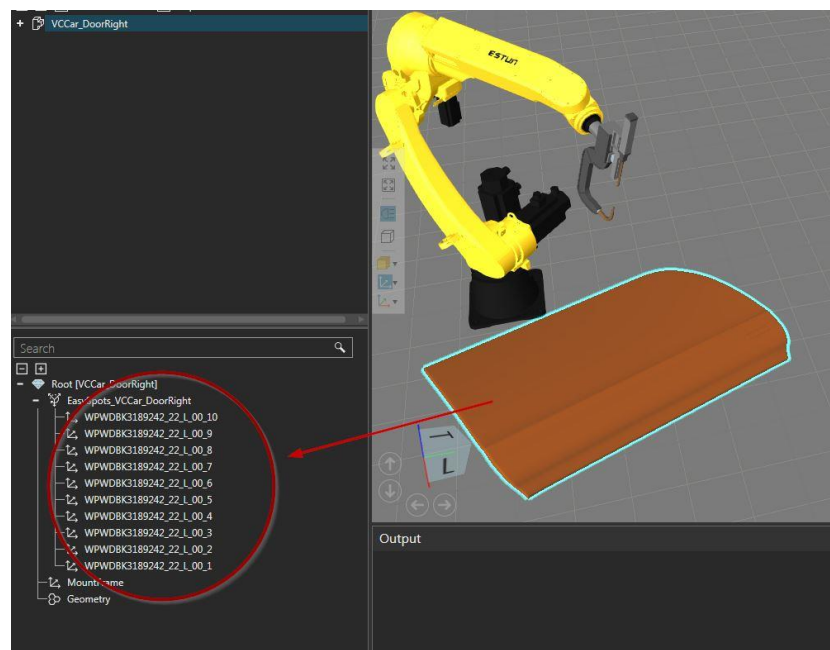 VCCar_DoorRight
ESTUN
Search
Root [VCCar_DoorRight]
EasySpots_VCCar_DoorRight
WPWDBK3189242_22_L_00_10
WPWDBK3189242_22_L_00_9
WPWDBK3189242_22_L_00_8
WPWDBK3189242_22_L_00_7
WPWDBK3189242_22_L_00_6
WPWDBK3189242_22_L_00_5
WPWDBK3189242_22_L_00_4
WPWDBK3189242_22_L_00_3
WPWDBK3189242_22_L_00_2
WPWDBK3189242_22_L_00_1
MountFrame
Geometry
L
Output